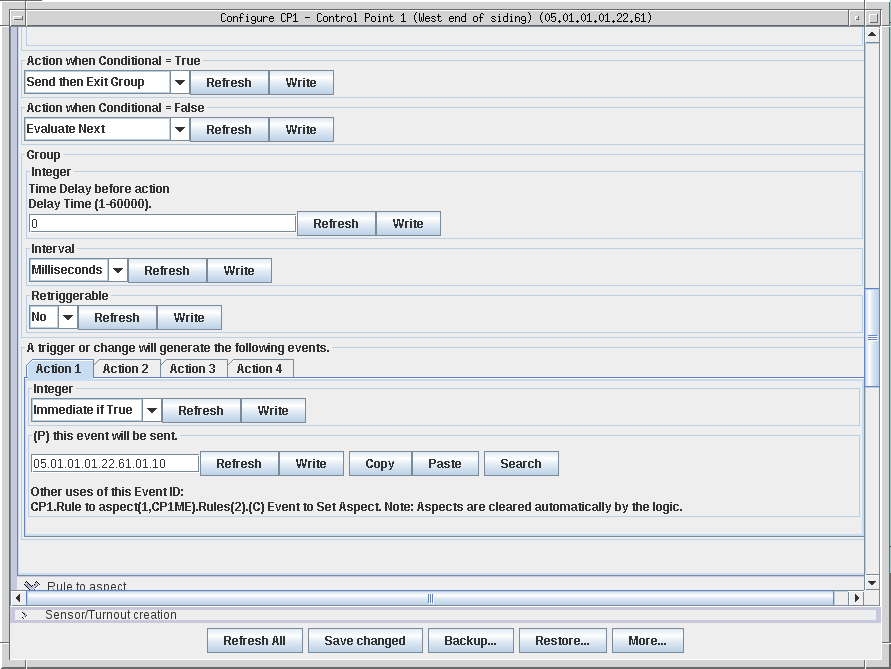 Configure CP1 - Control Point 1 (West end of siding) (05.01.01.01.22.61)
Action when Conditional = True
Send then Exit Group Refresh Write
Action when Conditional = False
Evaluate Next Refresh Write
Group
Integer
Time Delay before action
Delay Time (1-60000).
0 Refresh Write
Interval
Milliseconds Refresh Write
Retriggerable
No Refresh Write
A trigger or change will generate the following events.
Action 1 Action 2 Action 3 Action 4
Integer
Immediate if True Refresh Write
(P) this event will be sent.
05.01.01.01.22.61.01.10 Refresh Write Copy Paste Search
Other uses of this Event ID:
CP1.Rule to aspect(1,CP1ME).Rules(2).(C) Event to Set Aspect. Note: Aspects are cleared automatically by the logic.
Rule to aspect
Sensor/Turnout creation
Refresh All Save changed Backup... Restore... More...